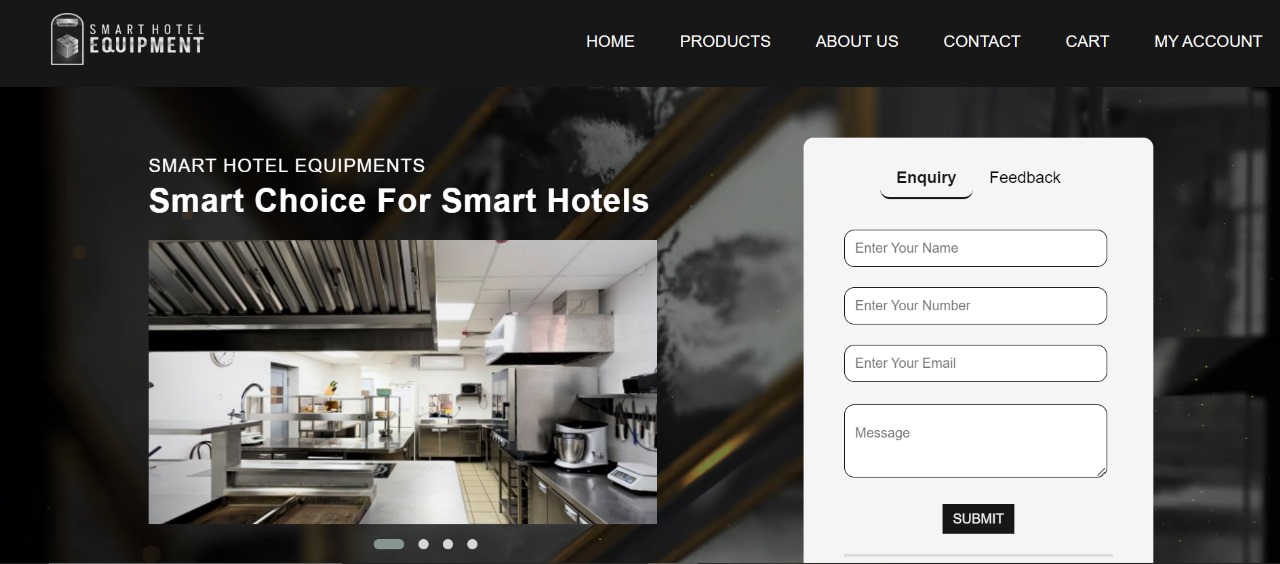 SMART HOTEL
EQUIPMENT
HOME PRODUCTS ABOUT US CONTACT CART MY ACCOUNT
SMART HOTEL EQUIPMENTS
Smart Choice For Smart Hotels
Enquiry Feedback
Enter Your Name
Enter Your Number
Enter Your Email
Message
SUBMIT